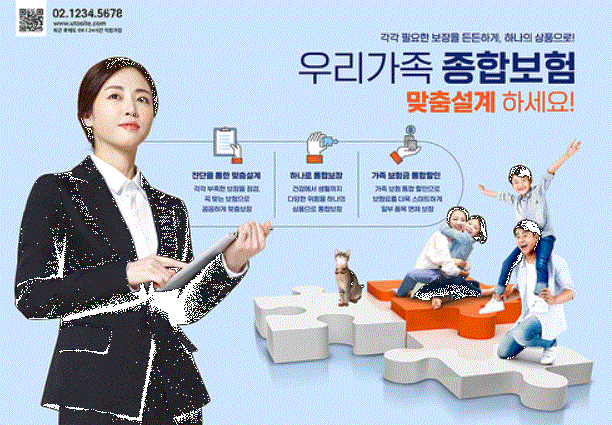 02.1234.5678
www.utosite.com
각각 필요한 보장을 든든하게, 하나의 상품으로!
우리가족 종합보험
맞춤설계 하세요!
진단을 통한 맞춤설계
각각 부족한 보장을 점검,
꼭 맞는 보험으로
꼼꼼하게 맞춤보장
하나로 통합보장
건강에서 생활까지
다양한 위험을 하나의
상품으로 통합보장
가족 보험금 통합할인
가족 보험 통합 할인으로
보험료를 더욱 스마트하게
일부 품목 면제 보장